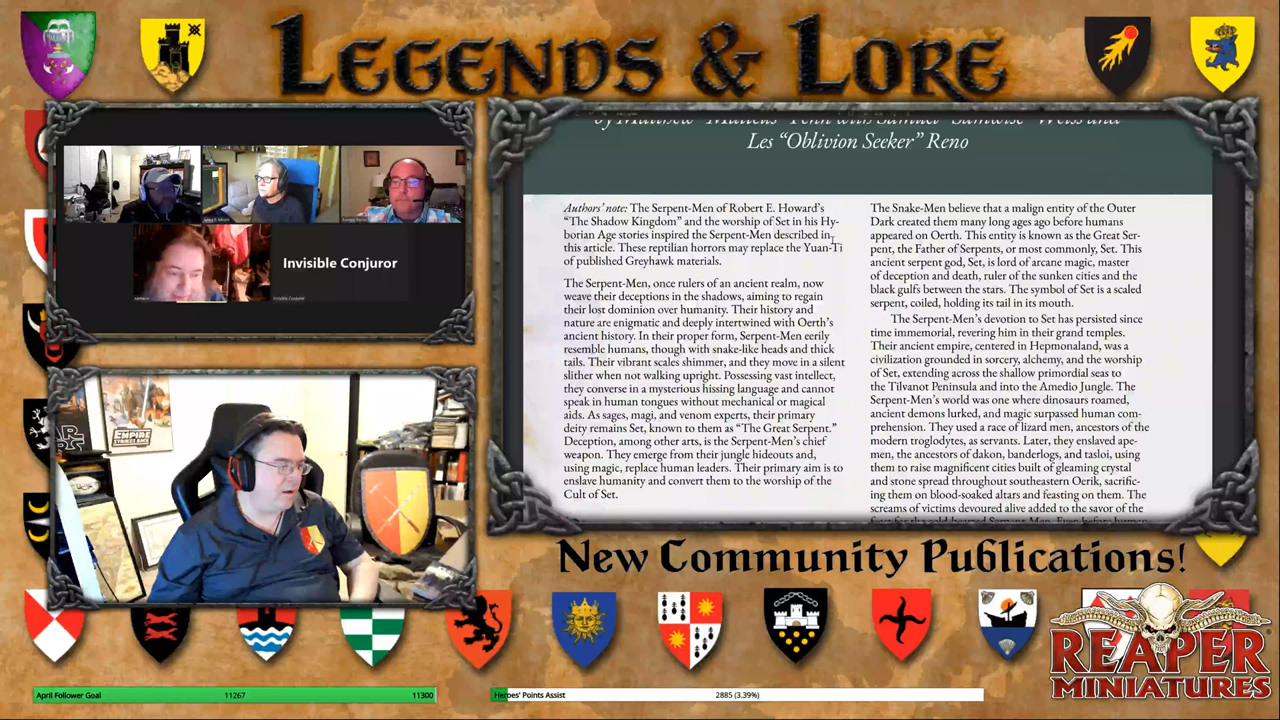 LEGENDS & LORE
by Matthew "Maticus" Penn with Samuel "Samwise" Weiss and
Les "Oblivion Seeker" Reno
Authors' note: The Serpent-Men of Robert E. Howard's
"The Shadow Kingdom" and the worship of Set in his Hy-
borian Age stories inspired the Serpent-Men described in
this article. These reptilian horrors may replace the Yuan-Ti
of published Greyhawk materials.
The Serpent-Men, once rulers of an ancient realm, now
weave their deceptions in the shadows, aiming to regain
their lost dominion over humanity. Their history and
nature are enigmatic and deeply intertwined with Oerth's
ancient history. In their proper form, Serpent-Men eerily
resemble humans, though with snake-like heads and thick
tails. Their vibrant scales shimmer, and they move in a silent
slither when not walking upright. Possessing vast intellect,
they converse in a mysterious hissing language and cannot
speak in human tongues without mechanical or magical
aids. As sages, magi, and venom experts, their primary
deity remains Set, known to them as "The Great Serpent."
Deception, among other arts, is the Serpent-Men's chief
weapon. They emerge from their jungle hideouts and,
using magic, replace human leaders. Their primary aim is to
enslave humanity and convert them to the worship of the
Cult of Set.
The Snake-Men believe that a malign entity of the Outer
Dark created them many long ages ago before humans
appeared on Oerth. This entity is known as the Great Ser-
pent, the Father of Serpents, or most commonly, Set. This
ancient serpent god, Set, is lord of arcane magic, master
of deception and death, ruler of the sunken cities and the
black gulfs between the stars. The symbol of Set is a scaled
serpent, coiled, holding its tail in its mouth.
The Serpent-Men's devotion to Set has persisted since
time immemorial, revering him in their grand temples.
Their ancient empire, centered in Hepmonaland, was a
civilization grounded in sorcery, alchemy, and the worship
of Set, extending across the shallow primordial seas to
the Tilvanot Peninsula and into the Amedio Jungle. The
Serpent-Men's world was one where dinosaurs roamed,
ancient demons lurked, and magic surpassed human com-
prehension. They used a race of lizard men, ancestors of the
modern troglodytes, as servants. Later, they enslaved ape-
men, the ancestors of dakon, banderlogs, and tasloi, using
them to raise magnificent cities built of gleaming crystal
and stone spread throughout southeastern Oerik, sacrific-
ing them on blood-soaked altars and feasting on them. The
screams of victims devoured alive added to the savor of the
Invisible Conjuror
Invisible Conjuror
EMPIRE
New Community Publications!
REAPER
MINIATURES
April Follower Goal 11267 11300
Heroes' Points Assist 2885 (3.39%)